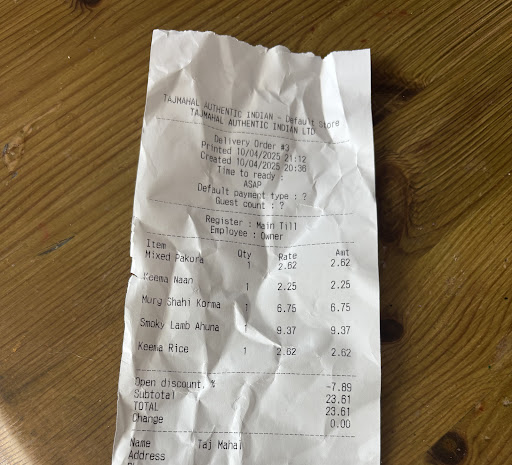 TAJMAHAL AUTHENTIC INDIAN - Default Store
TAJMAHAL AUTHENTIC INDIAN LTD
Delivery Order #3
Printed 10/04/2025 21:12
Created 10/04/2025 20:36
Time to ready :
ASAP
Default payment type : ?
Guest count : ?
Register : Main Till
Employee : Owner
Item Qty Rate Amt
Mixed Pakora 1 2.62 2.62
Keema Naan 1 2.25 2.25
Murg Shahi Korma 1 6.75 6.75
Smoky Lamb Ahuna 1 9.37 9.37
Keema Rice 1 2.62 2.62
Open discount. % -7.89
Subtotal 23.61
TOTAL 23.61
Change 0.00
Name Taj Mahal
Address